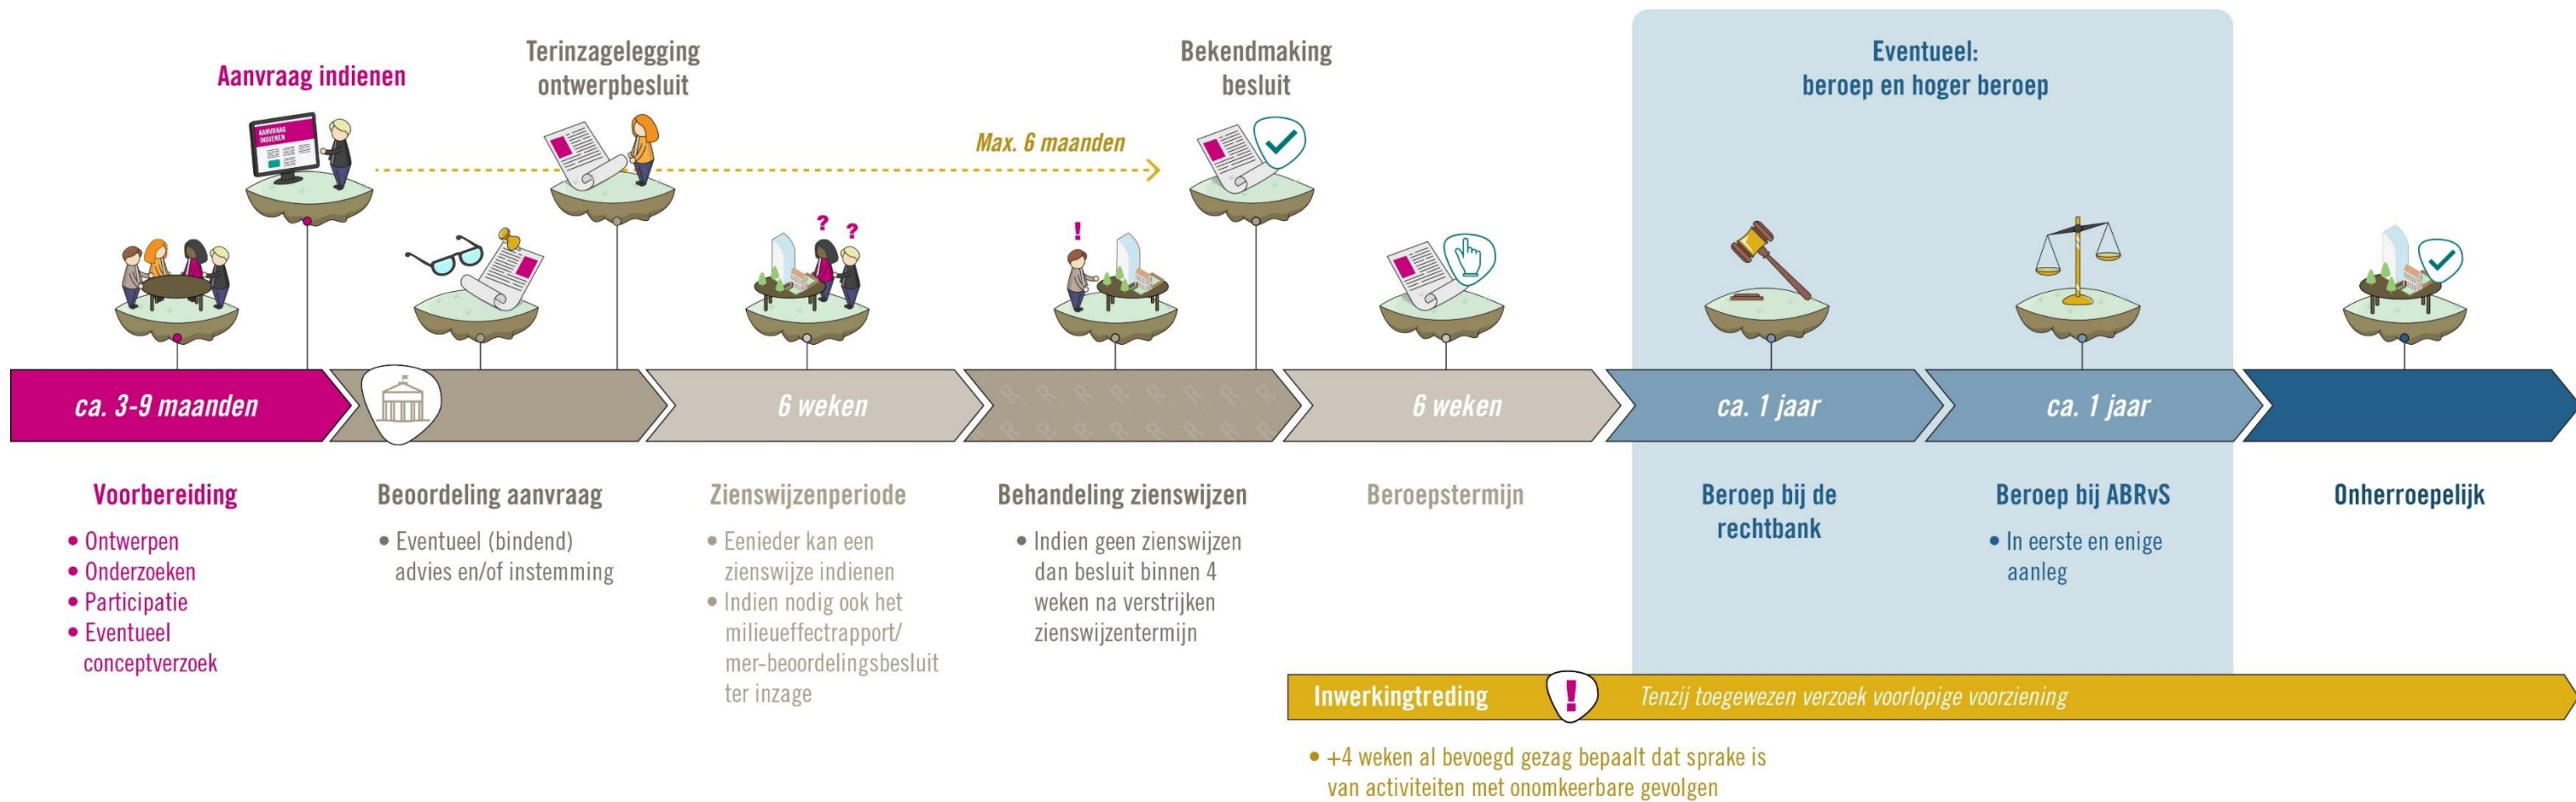 Aanvraag indienen
Terinzagelegging
ontwerpbesluit
Bekendmaking
besluit
Eventueel:
beroep en hoger beroep
AANVRAAG
INDIENEN
Max. 6 maanden
?
?
!
ca. 3-9 maanden
6 weken
6 weken
ca. 1 jaar
ca. 1 jaar
Voorbereiding
• Ontwerpen
• Onderzoeken
• Participatie
• Eventueel
conceptverzoek
Beoordeling aanvraag
• Eventueel (bindend)
advies en/of instemming
Zienswijzenperiode
• Eenieder kan een
zienswijze indienen
• Indien nodig ook het
milieueffectrapport/
mer-beoordelingsbesluit
ter inzage
Behandeling zienswijzen
• Indien geen zienswijzen
dan besluit binnen 4
weken na verstrijken
zienswijzentermijn
Beroepstermijn
Beroep bij de
rechtbank
Beroep bij ABRvS
• In eerste en enige
aanleg
Onherroepelijk
Inwerkingtreding
!
Tenzij toegewezen verzoek voorlopige voorziening
• +4 weken al bevoegd gezag bepaalt dat sprake is
van activiteiten met onomkeerbare gevolgen